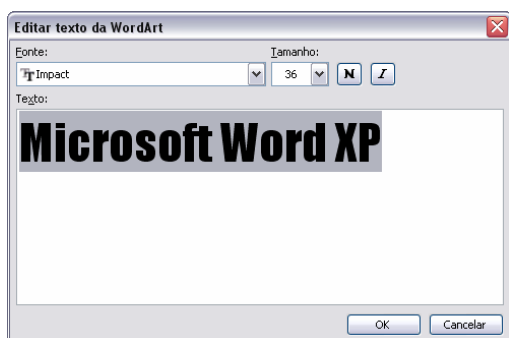 Editar texto da WordArt
Fonte: Tamanho:
Impact 36 N I
Texto:
Microsoft Word XP
OK Cancelar